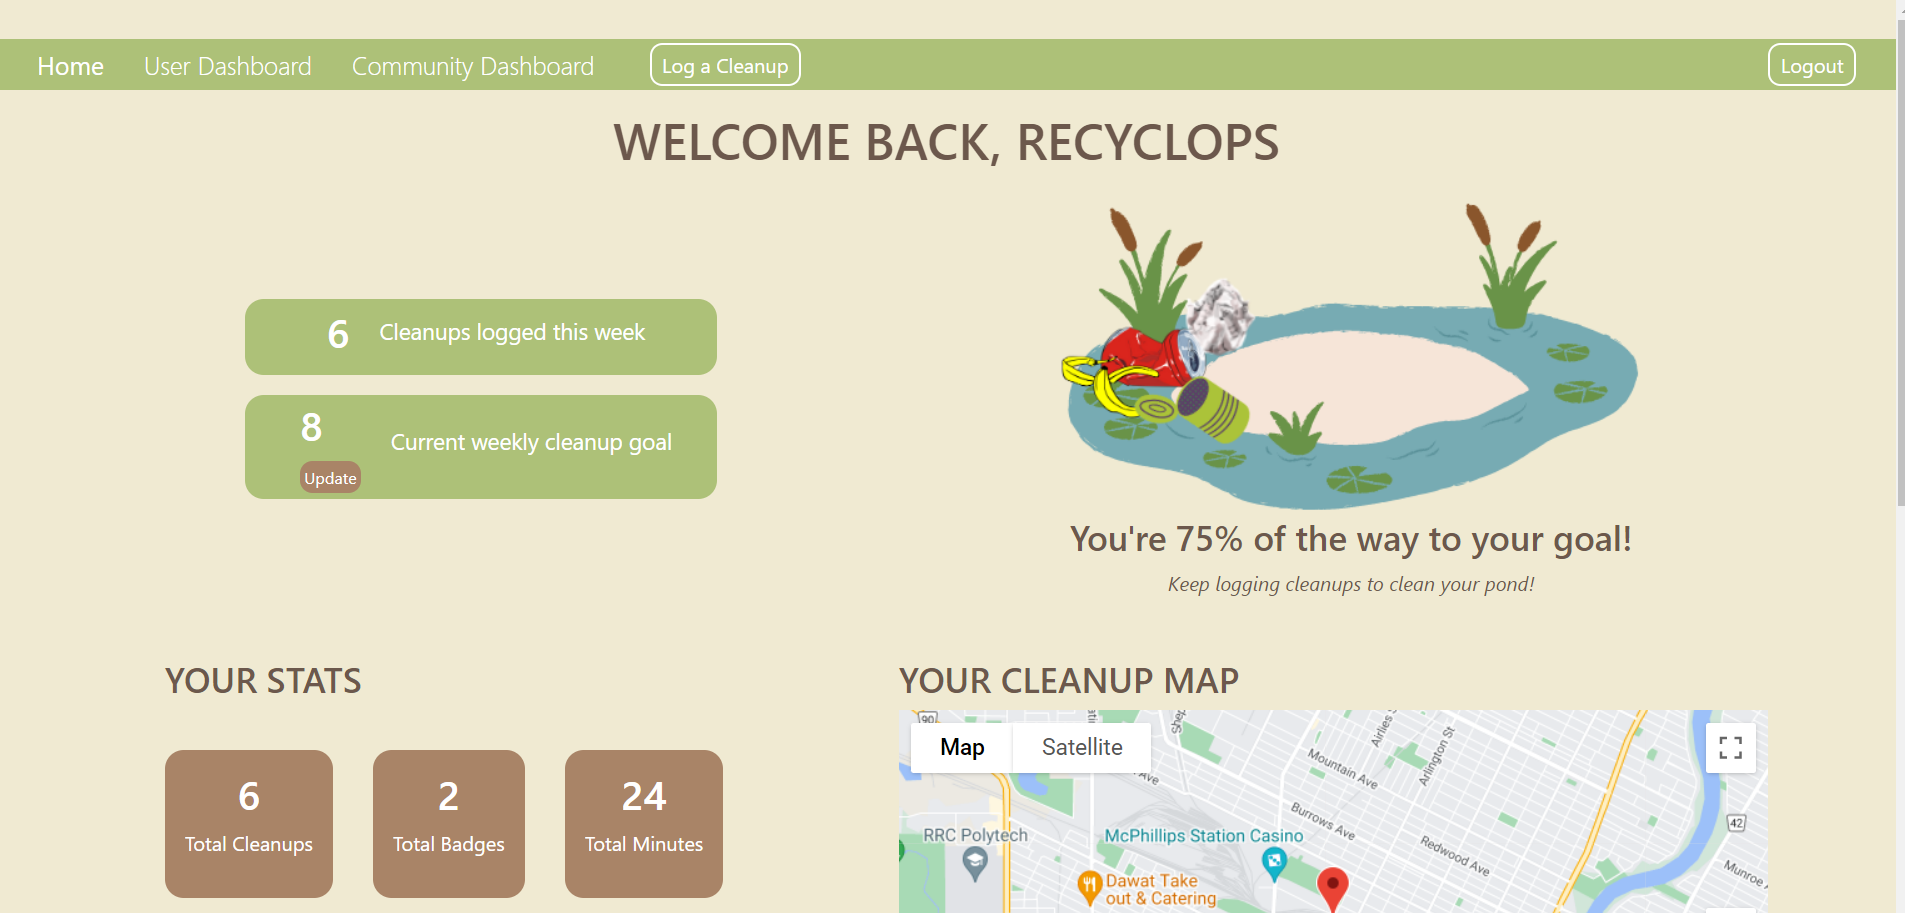 Home User Dashboard Community Dashboard Log a Cleanup Logout
WELCOME BACK, RECYCLOPS
6 Cleanups logged this week
8
Current weekly cleanup goal
Update
You're 75% of the way to your goal!
Keep logging cleanups to clean your pond!
YOUR STATS
6
Total Cleanups
2
Total Badges
24
Total Minutes
YOUR CLEANUP MAP
90
Map Satellite
Airlies
Arlington St
Mountain Ave
Ave
Burrows Ave
Redwood Ave
42
Munroe
RRC Polytech
McPhillips Station Casino
Dawat Take
out & Catering